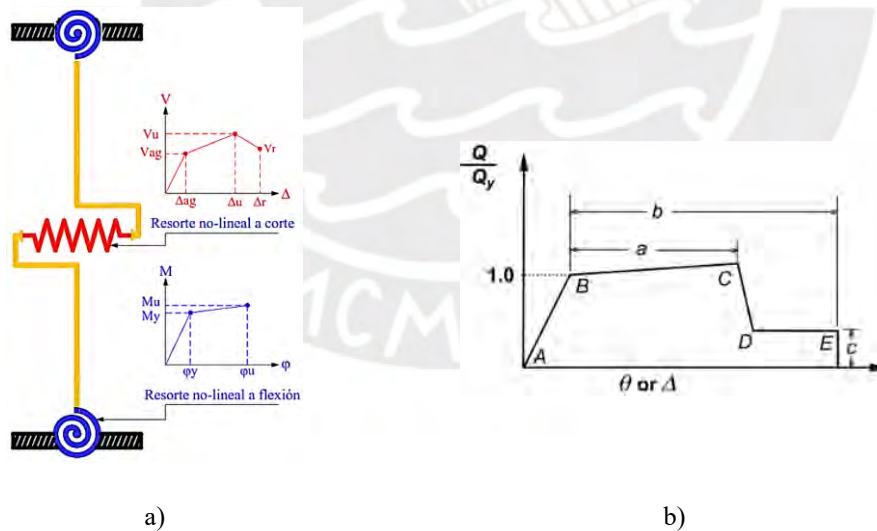 V
Vu
Vag
Vr
Δag
Δu
Δr
Δ
Resorte no-lineal a corte
M
Mu
My
φy
φu
φ
Resorte no-lineal a flexión
Q
Qy
b
a
1.0
B
C
A
D
E
c
θ or Δ
MCM
a)
b)